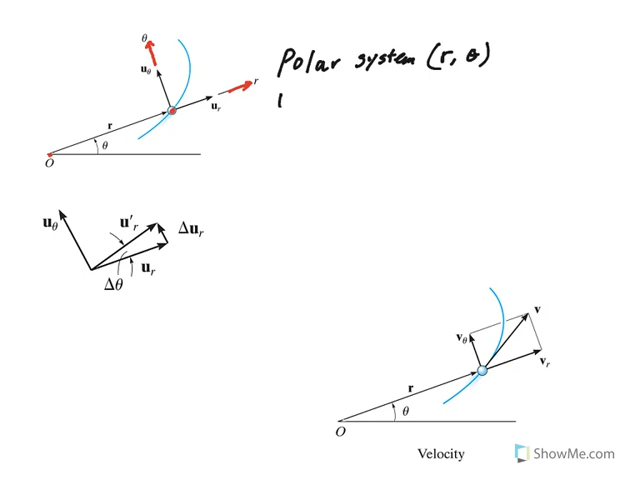 θ
u_θ
r
u_r
r
θ
O
Polar system (r, θ)
u_θ
u'_r
Δu_r
u_r
Δθ
v
v_θ
v_r
r
θ
O
Velocity
ShowMe.com